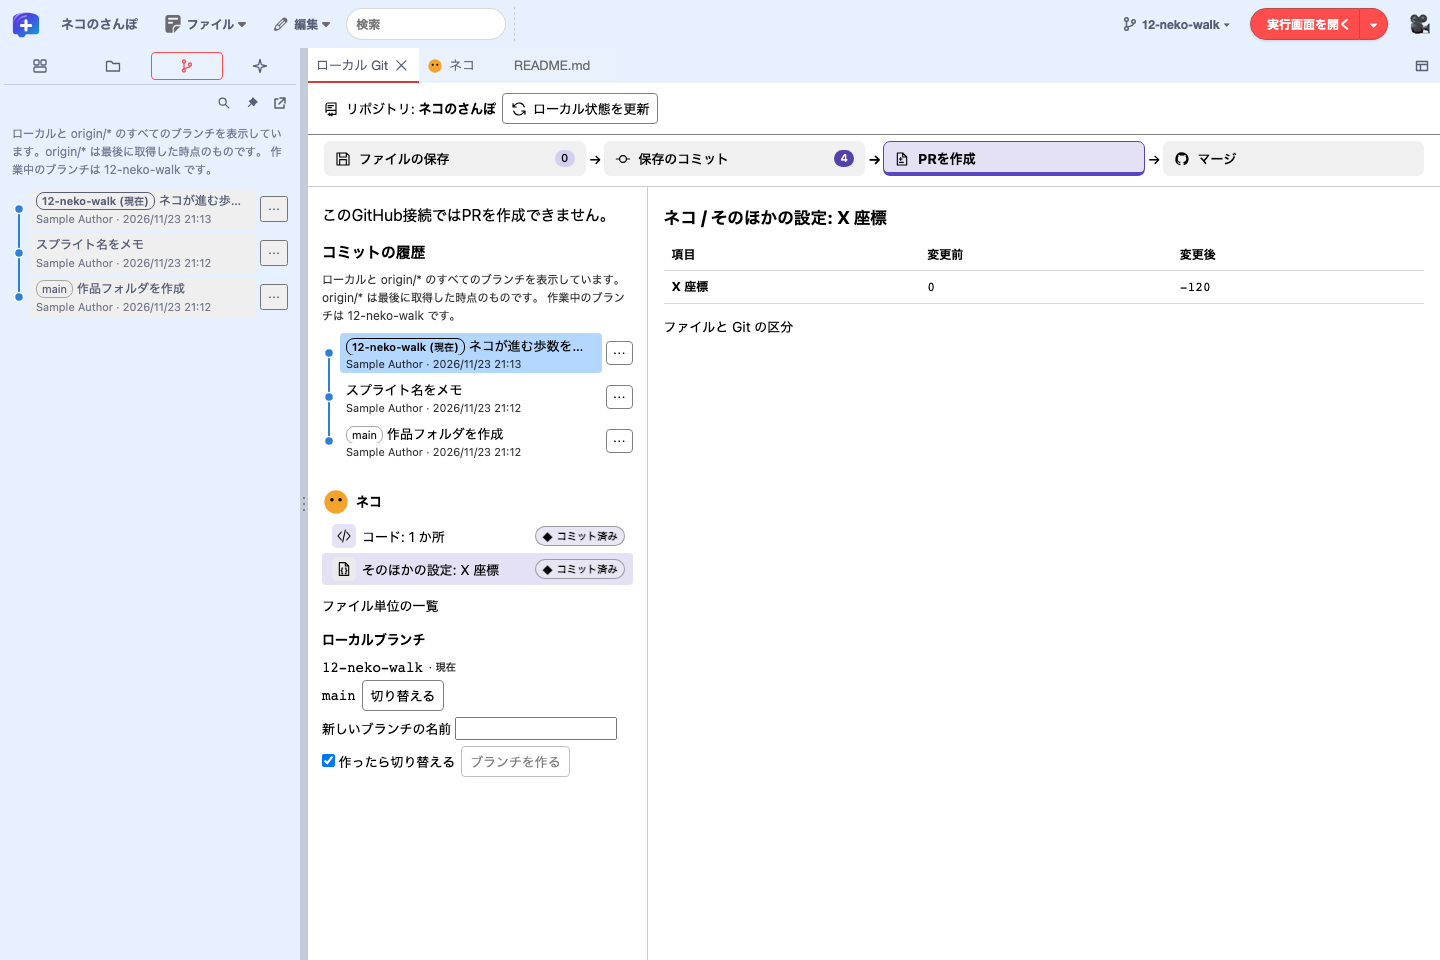 ネコのさんぽ
ファイル
編集
検索
12-neko-walk
実行画面を開く
ローカル Git
ネコ
README.md
ローカルと origin/* のすべてのブランチを表示しています。origin/* は最後に取得した時点のものです。 作業中のブランチは 12-neko-walk です。
12-neko-walk (現在) ネコが進む歩…
Sample Author · 2026/11/23 21:13
スプライト名をメモ
Sample Author · 2026/11/23 21:12
main 作品フォルダを作成
Sample Author · 2026/11/23 21:12
リポジトリ: ネコのさんぽ
ローカル状態を更新
ファイルの保存 0
保存のコミット 4
PRを作成
マージ
このGitHub接続ではPRを作成できません。
コミットの履歴
ローカルと origin/* のすべてのブランチを表示しています。
origin/* は最後に取得した時点のものです。 作業中のブランチは 12-neko-walk です。
12-neko-walk (現在) ネコが進む歩数を…
Sample Author · 2026/11/23 21:13
スプライト名をメモ
Sample Author · 2026/11/23 21:12
main 作品フォルダを作成
Sample Author · 2026/11/23 21:12
ネコ
コード: 1 か所 ◆ コミット済み
そのほかの設定: X 座標 ◆ コミット済み
ファイル単位の一覧
ローカルブランチ
12-neko-walk · 現在
main 切り替える
新しいブランチの名前
作ったら切り替える ブランチを作る
ネコ / そのほかの設定: X 座標
項目 変更前 変更後
X 座標 0 -120
ファイルと Git の区分